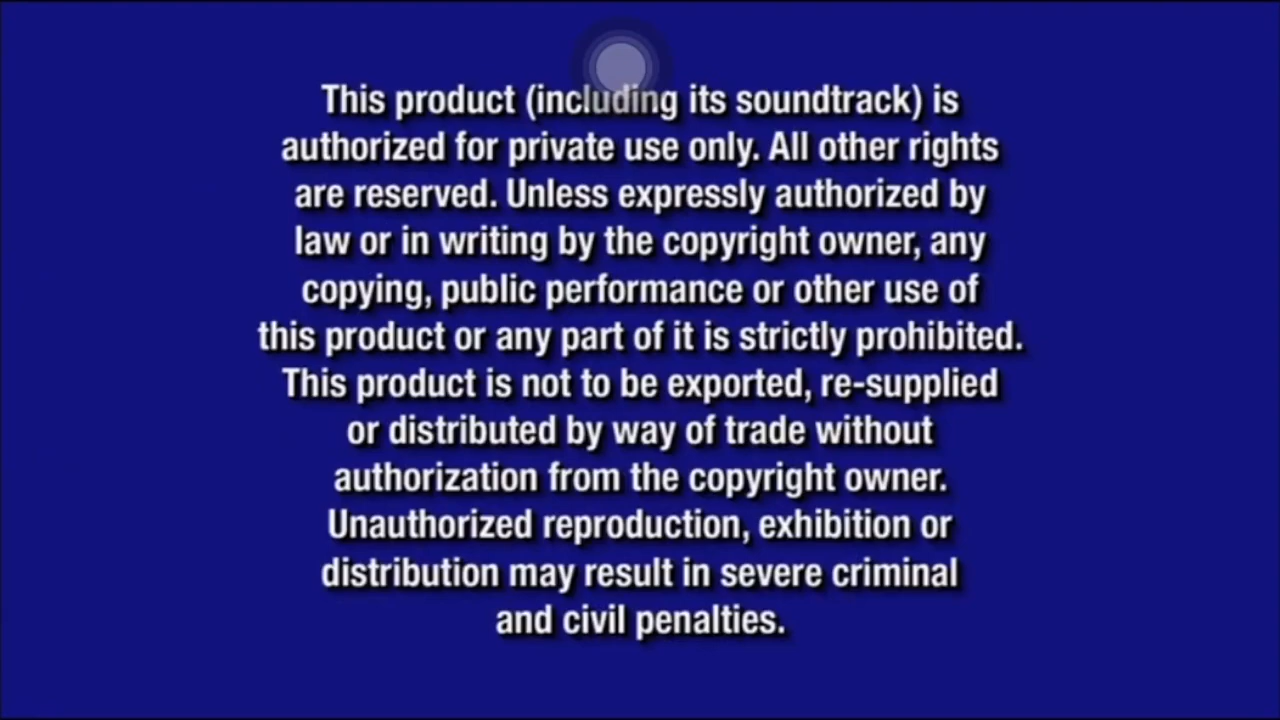 This product (including its soundtrack) is
authorized for private use only. All other rights
are reserved. Unless expressly authorized by
law or in writing by the copyright owner, any
copying, public performance or other use of
this product or any part of it is strictly prohibited.
This product is not to be exported, re-supplied
or distributed by way of trade without
authorization from the copyright owner.
Unauthorized reproduction, exhibition or
distribution may result in severe criminal
and civil penalties.